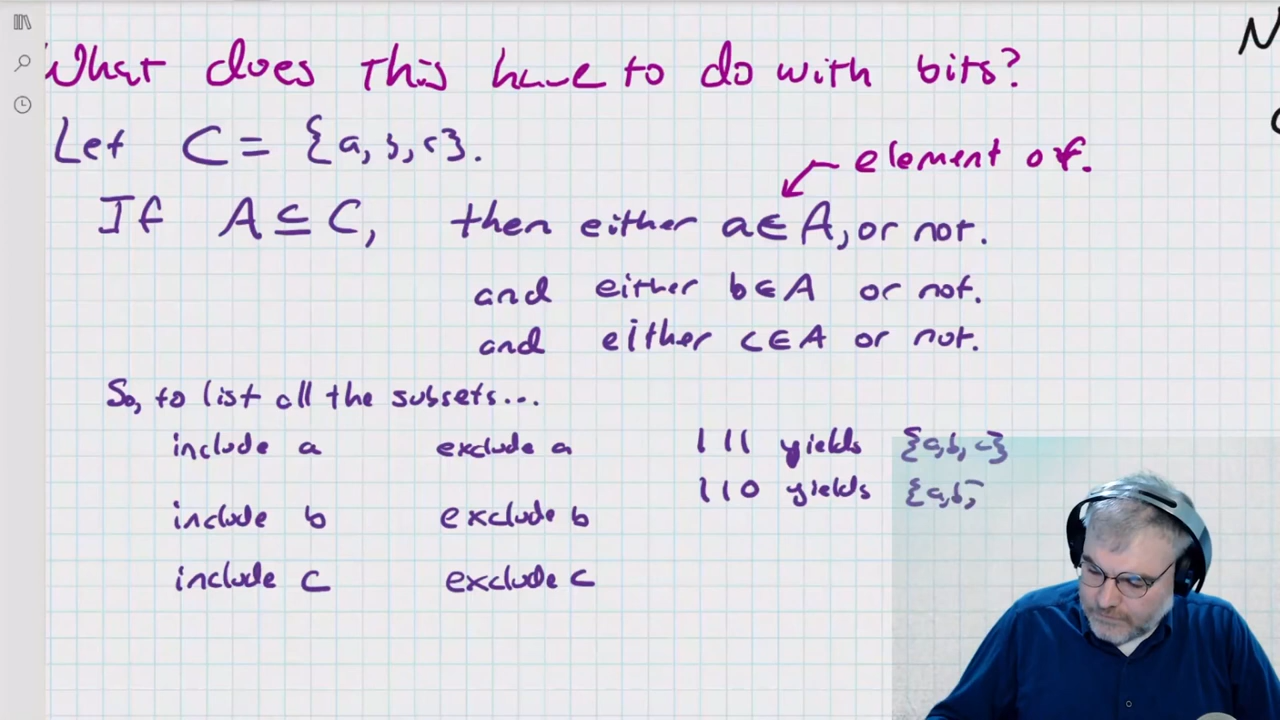 What does this have to do with bits?
Let C = {a, b, c}.
element of.
If A ⊆ C, then either a ∈ A, or not.
and either b ∈ A or not.
and either c ∈ A or not.
So, to list all the subsets...
include a exclude a 111 yields {a, b, c}
110 yields {a, b,
include b exclude b
include c exclude c